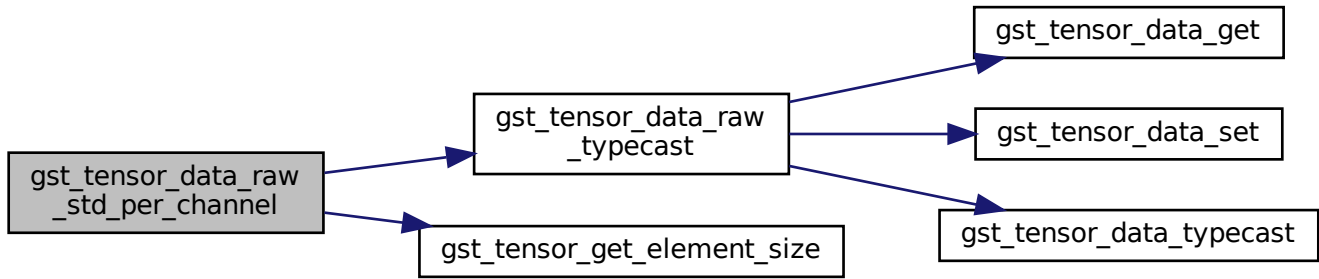 gst_tensor_data_raw
_std_per_channel
gst_tensor_data_raw
_typecast
gst_tensor_get_element_size
gst_tensor_data_get
gst_tensor_data_set
gst_tensor_data_typecast